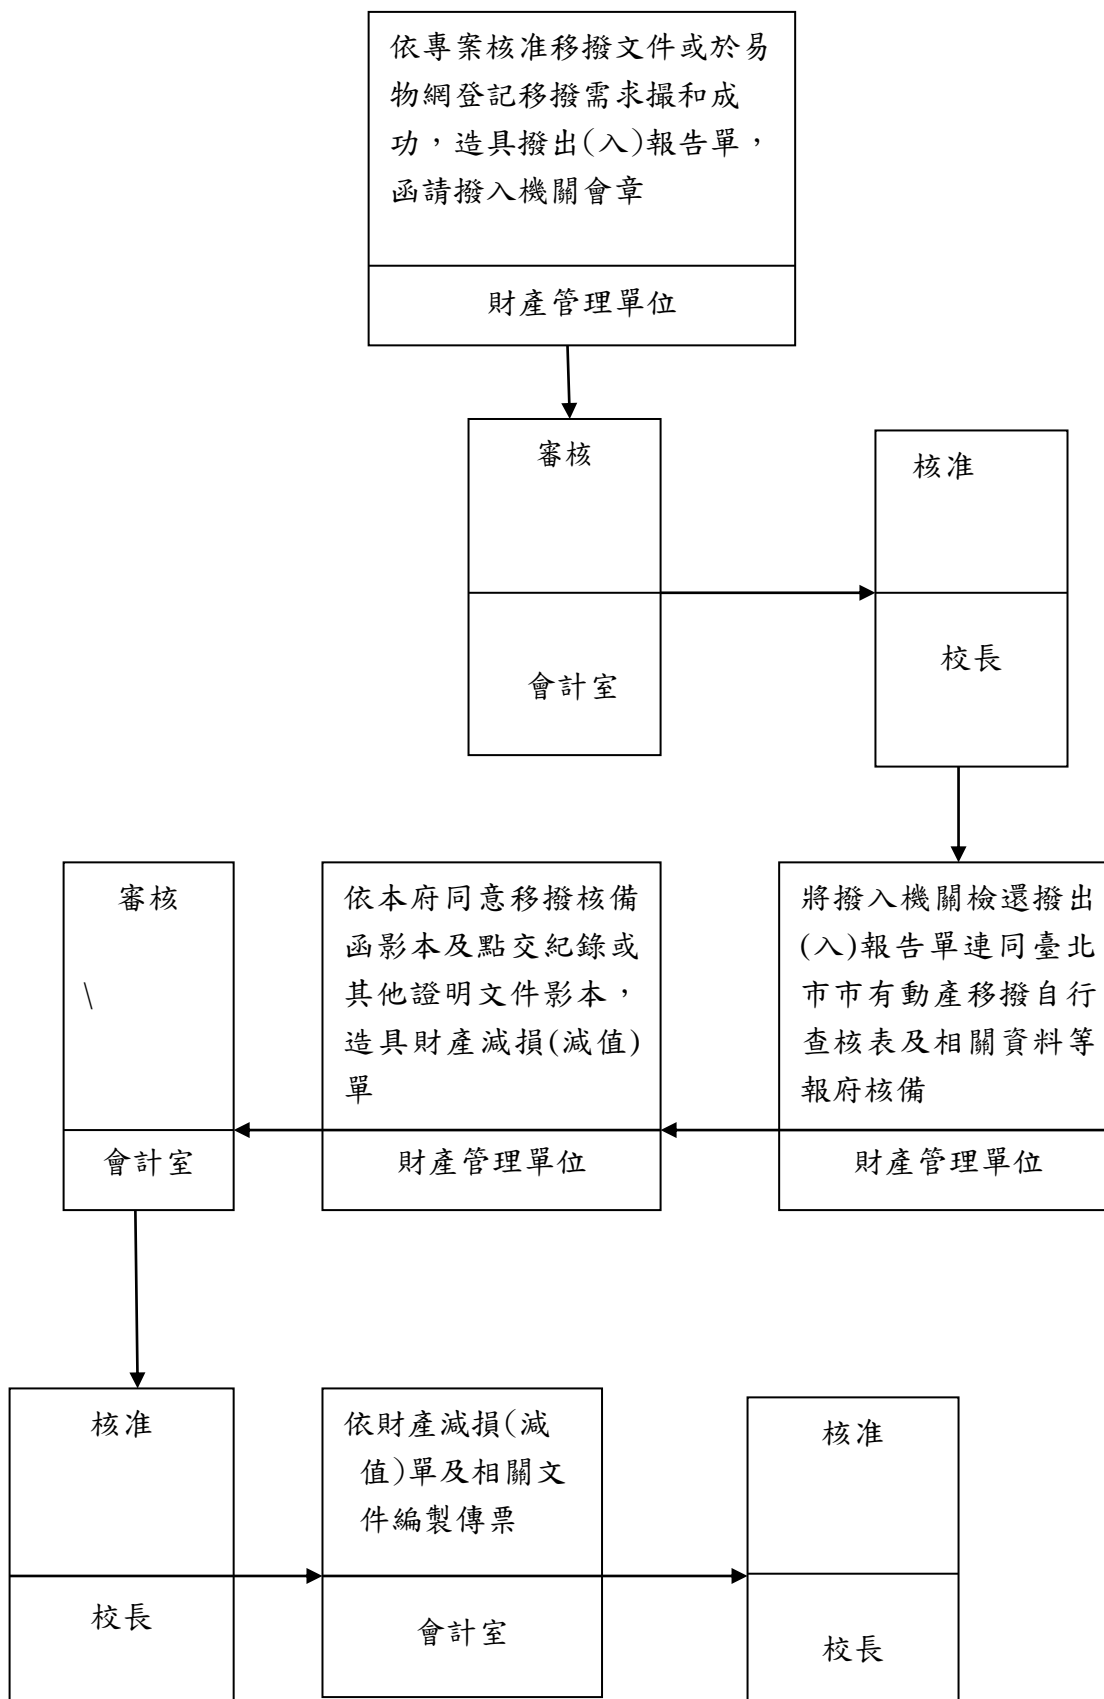 依專案核准移撥文件或於易
物網登記移撥需求撮和成
功，造具撥出(入)報告單，
函請撥入機關會章
財產管理單位
審核
會計室
核准
校長
將撥入機關檢還撥出
(入)報告單連同臺北
市市有動產移撥自行
查核表及相關資料等
報府核備
財產管理單位
依本府同意移撥核備
函影本及點交紀錄或
其他證明文件影本，
造具財產減損(減值)
單
財產管理單位
審核
\
會計室
核准
校長
依財產減損(減
值)單及相關文
件編製傳票
會計室
核准
校長